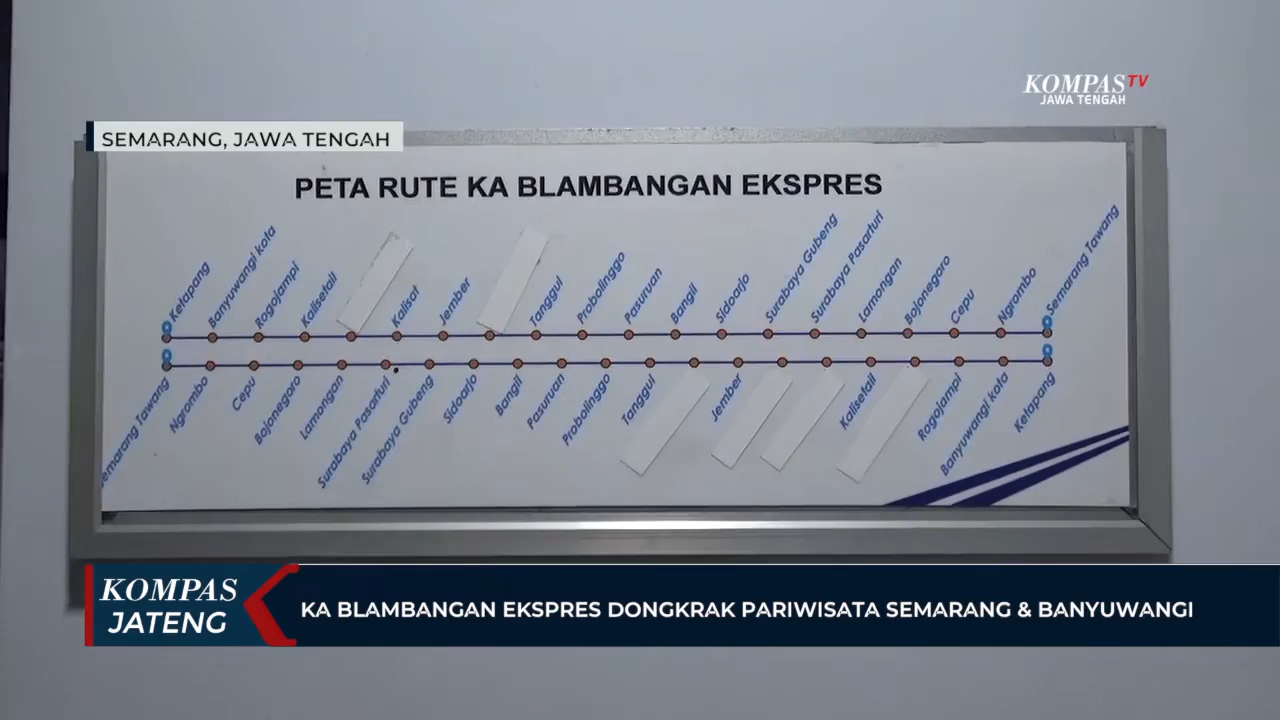 KOMPAS TV
JAWA TENGAH
SEMARANG, JAWA TENGAH
PETA RUTE KA BLAMBANGAN EKSPRES
Ketapang
Banyuwangi kota
Rogojampi
Kalisetail
Kalisat
Jember
Tanggul
Probolinggo
Pasuruan
Bangil
Sidoarjo
Surabaya Gubeng
Surabaya Pasarturi
Lamongan
Bojonegoro
Cepu
Ngrombo
Semarang Tawang
Semarang Tawang
Ngrombo
Cepu
Bojonegoro
Lamongan
Surabaya Pasarturi
Surabaya Gubeng
Sidoarjo
Bangil
Pasuruan
Probolinggo
Tanggul
Jember
Kalisetail
Rogojampi
Banyuwangi kota
Ketapang
KOMPAS
JATENG
KA BLAMBANGAN EKSPRES DONGKRAK PARIWISATA SEMARANG & BANYUWANGI